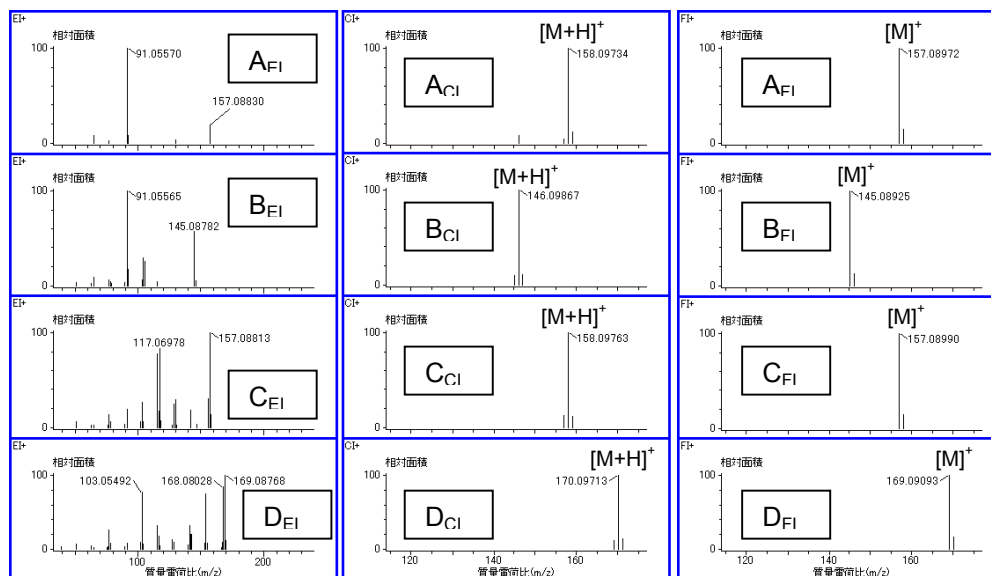 EI+
相対面積
100
0
91.05570
157.08830
A_EI
CI+
相対面積
100
0
[M+H]+
158.09734
A_CI
FI+
相対面積
100
0
[M]+
157.08972
A_FI
EI+
相対面積
100
0
91.05565
145.08782
B_EI
CI+
相対面積
100
0
[M+H]+
146.09867
B_CI
FI+
相対面積
100
0
[M]+
145.08925
B_FI
EI+
相対面積
100
0
117.06978
157.08813
C_EI
CI+
相対面積
100
0
[M+H]+
158.09763
C_CI
FI+
相対面積
100
0
[M]+
157.08990
C_FI
EI+
相対面積
100
0
103.05492
168.08028
169.08768
D_EI
100 200
質量電荷比(m/z)
CI+
相対面積
100
0
[M+H]+
170.09713
D_CI
120 140 160
質量電荷比(m/z)
FI+
相対面積
100
0
[M]+
169.09093
D_FI
120 140 160
質量電荷比(m/z)